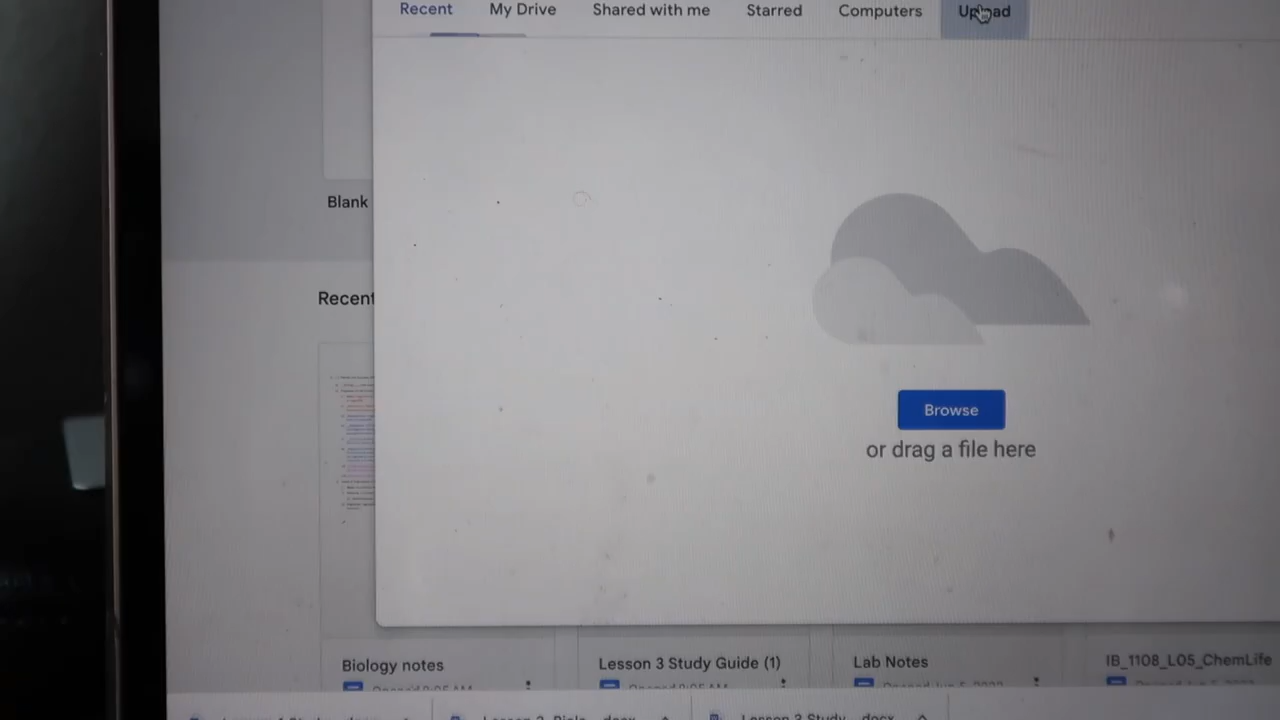 Recent My Drive Shared with me Starred Computers Upload
Blank
Recent
Browse
or drag a file here
Biology notes Lesson 3 Study Guide (1) Lab Notes IB_1108_L05_ChemLife